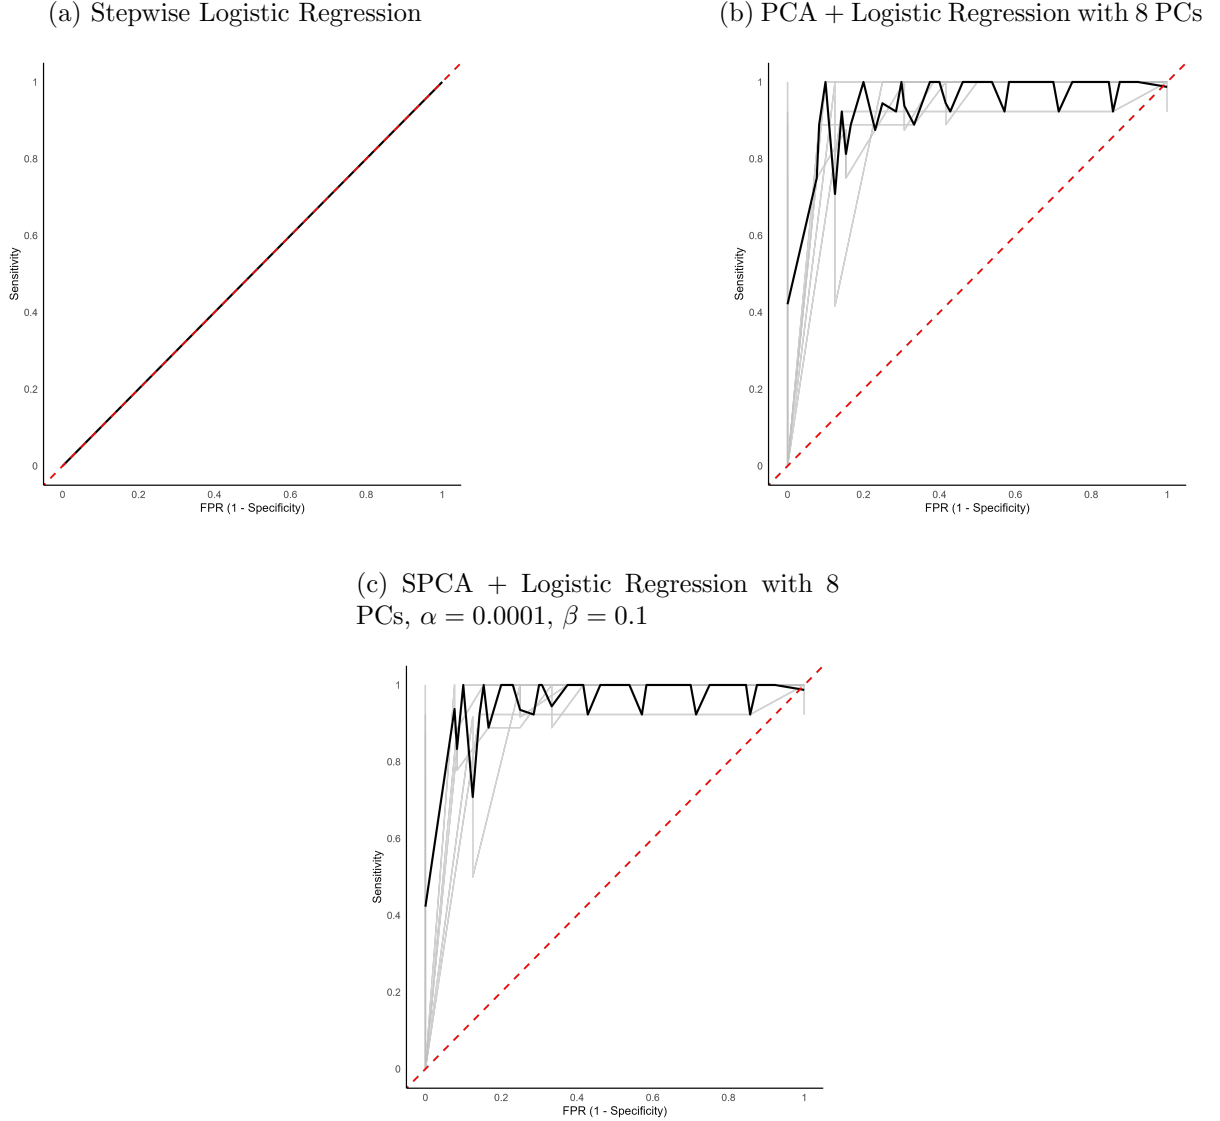 (a) Stepwise Logistic Regression
1
0.8
0.6
0.4
0.2
0
Sensitivity
0 0.2 0.4 0.6 0.8 1
FPR (1 - Specificity)
(b) PCA + Logistic Regression with 8 PCs
1
0.8
0.6
0.4
0.2
0
Sensitivity
0 0.2 0.4 0.6 0.8 1
FPR (1 - Specificity)
(c) SPCA + Logistic Regression with 8
PCs, α = 0.0001, β = 0.1
1
0.8
0.6
0.4
0.2
0
Sensitivity
0 0.2 0.4 0.6 0.8 1
FPR (1 - Specificity)